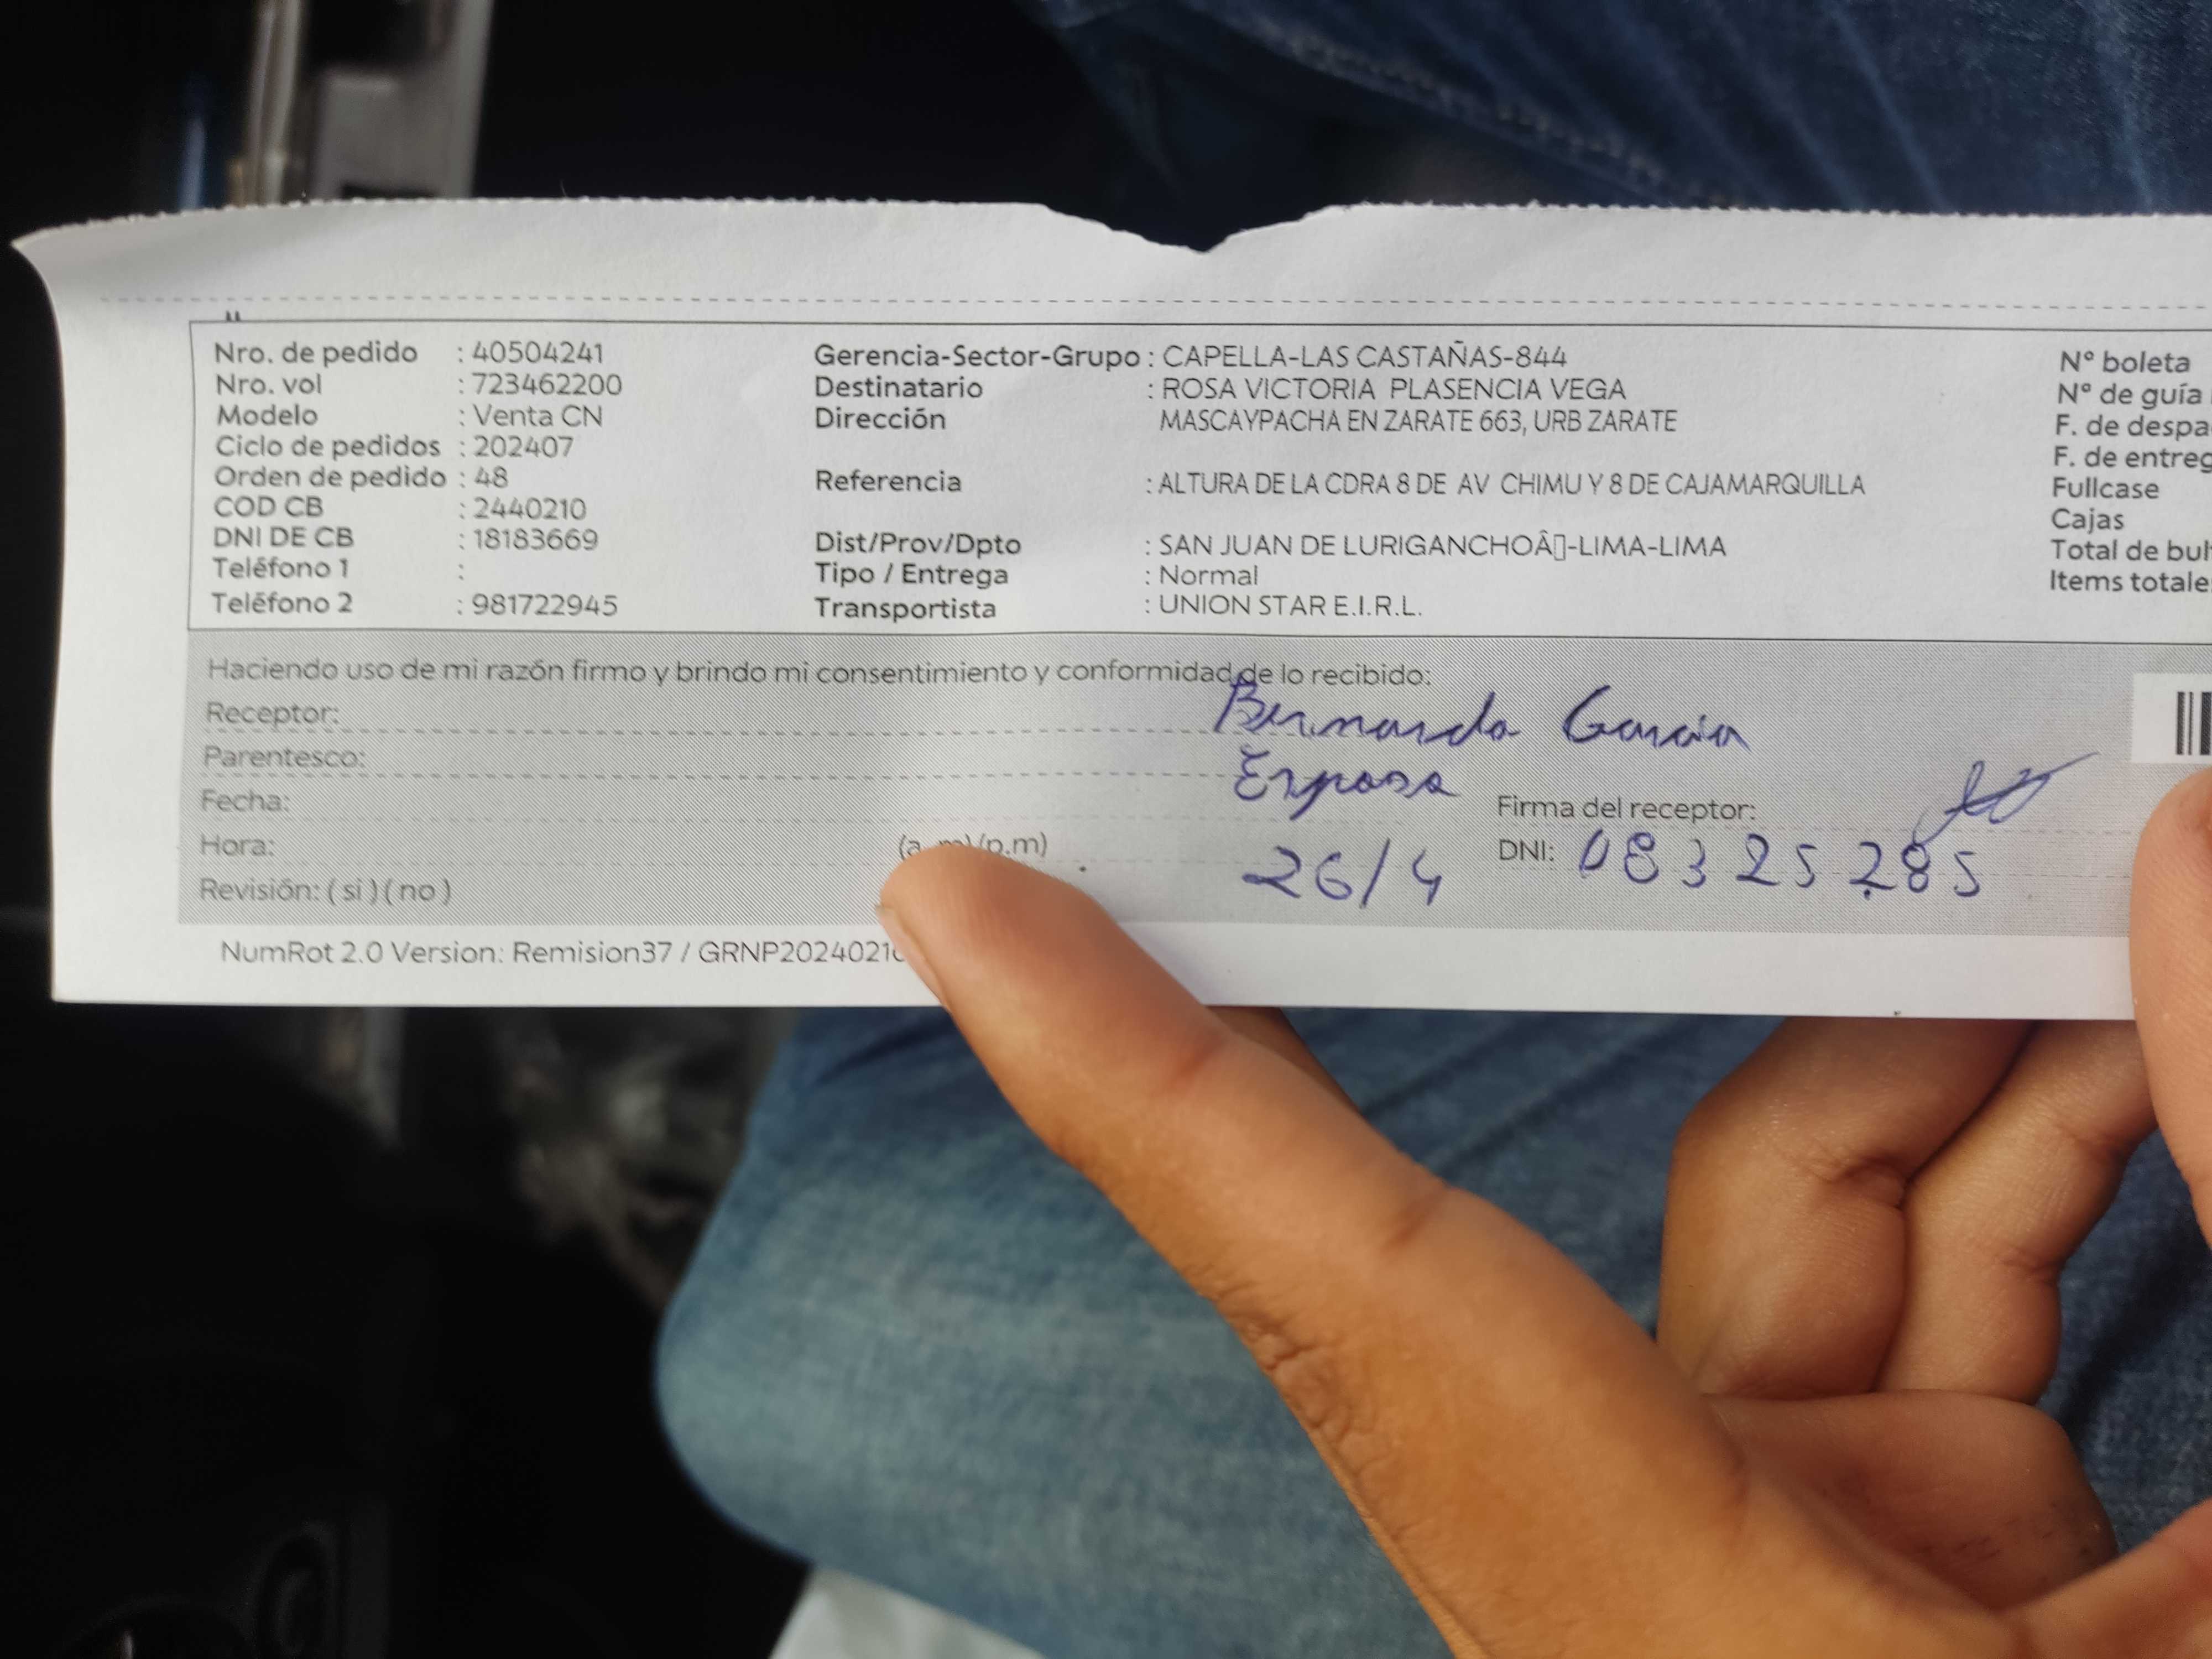 Nro. de pedido : 40504241
Nro. vol : 723462200
Modelo : Venta CN
Ciclo de pedidos : 202407
Orden de pedido : 48
COD CB : 2440210
DNI DE CB : 18183669
Teléfono 1 :
Teléfono 2 : 981722945
Gerencia-Sector-Grupo : CAPELLA-LAS CASTAÑAS-844
Destinatario : ROSA VICTORIA PLASENCIA VEGA
Dirección MASCAYPACHA EN ZARATE 663, URB ZARATE
Referencia : ALTURA DE LA CDRA 8 DE AV CHIMU Y 8 DE CAJAMARQUILLA
Dist/Prov/Dpto : SAN JUAN DE LURIGANCHOÂ▯-LIMA-LIMA
Tipo / Entrega : Normal
Transportista : UNION STAR E.I.R.L.
N° boleta
N° de guía
F. de despa
F. de entreg
Fullcase
Cajas
Total de bul
Items totale
Haciendo uso de mi razón firmo y brindo mi consentimiento y conformidad de lo recibido:
Receptor: Bernardo Garcia
Parentesco: Esposo
Fecha: 26/4
Firma del receptor:
Hora: (a. m)(p.m)
DNI: 08325285
Revisión: ( si ) ( no )
NumRot 2.0 Version: Remision37 / GRNP2024021